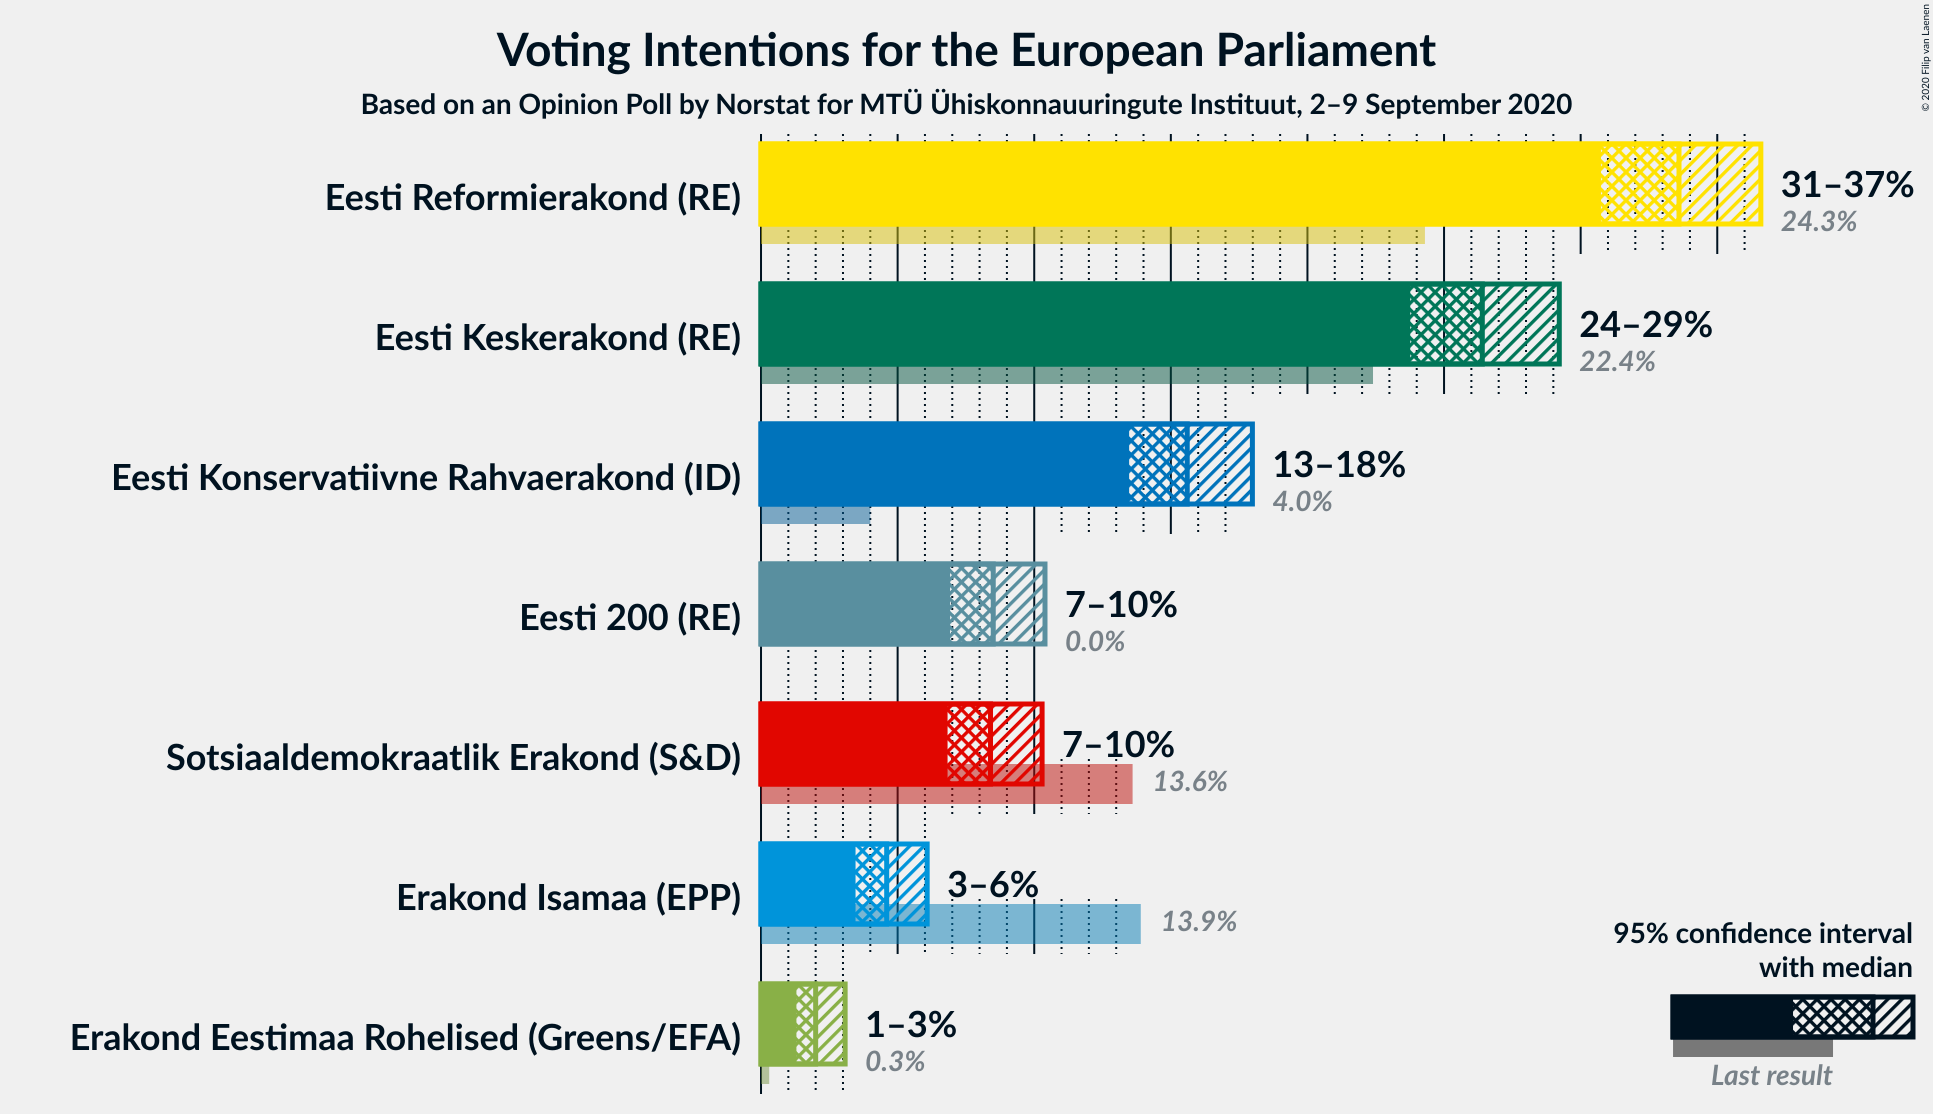 Voting Intentions for the European Parliament
Based on an Opinion Poll by Norstat for MTÜ Ühiskonnauuringute Instituut, 2–9 September 2020
© 2020 Filip van Laenen
Eesti Reformierakond (RE)
31–37%
24.3%
Eesti Keskerakond (RE)
24–29%
22.4%
Eesti Konservatiivne Rahvaerakond (ID)
13–18%
4.0%
Eesti 200 (RE)
7–10%
0.0%
Sotsiaaldemokraatlik Erakond (S&D)
7–10%
13.6%
Erakond Isamaa (EPP)
3–6%
13.9%
Erakond Eestimaa Rohelised (Greens/EFA)
1–3%
0.3%
95% confidence interval
with median
Last result